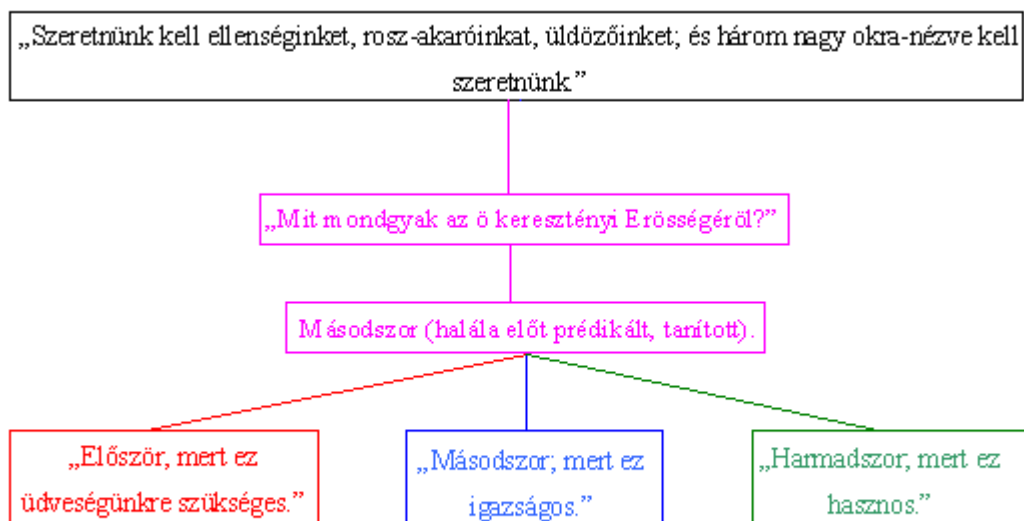 „Szeretnünk kell ellenséginket, rosz-akaróinkat, üldözőinket; és három nagy okra-nézve kell
szeretnünk.”
„Mit mondgyak az ö keresztényi Erösségéröl?”
Másodszor (halála előt prédikált, tanított).
„Először, mert ez
üdveségünkre szükséges.”
„Másodszor; mert ez
igazságos.”
„Harmadszor, mert ez
hasznos.”